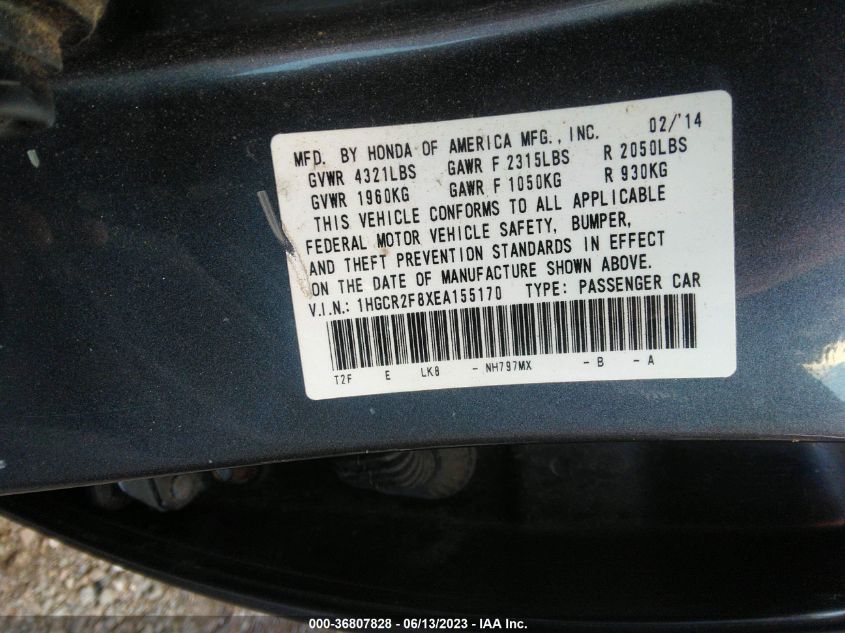 MFD. BY HONDA OF AMERICA MFG., INC. 02/'14
GVWR 4321LBS GAWR F 2315LBS R 2050LBS
GVWR 1960KG GAWR F 1050KG R 930KG
THIS VEHICLE CONFORMS TO ALL APPLICABLE
FEDERAL MOTOR VEHICLE SAFETY, BUMPER,
AND THEFT PREVENTION STANDARDS IN EFFECT
ON THE DATE OF MANUFACTURE SHOWN ABOVE.
V.I.N.: 1HGCR2F8XEA155170 TYPE: PASSENGER CAR
T2F E LK8 - NH797MX - B - A
000-36807828 - 06/13/2023 - IAA Inc.